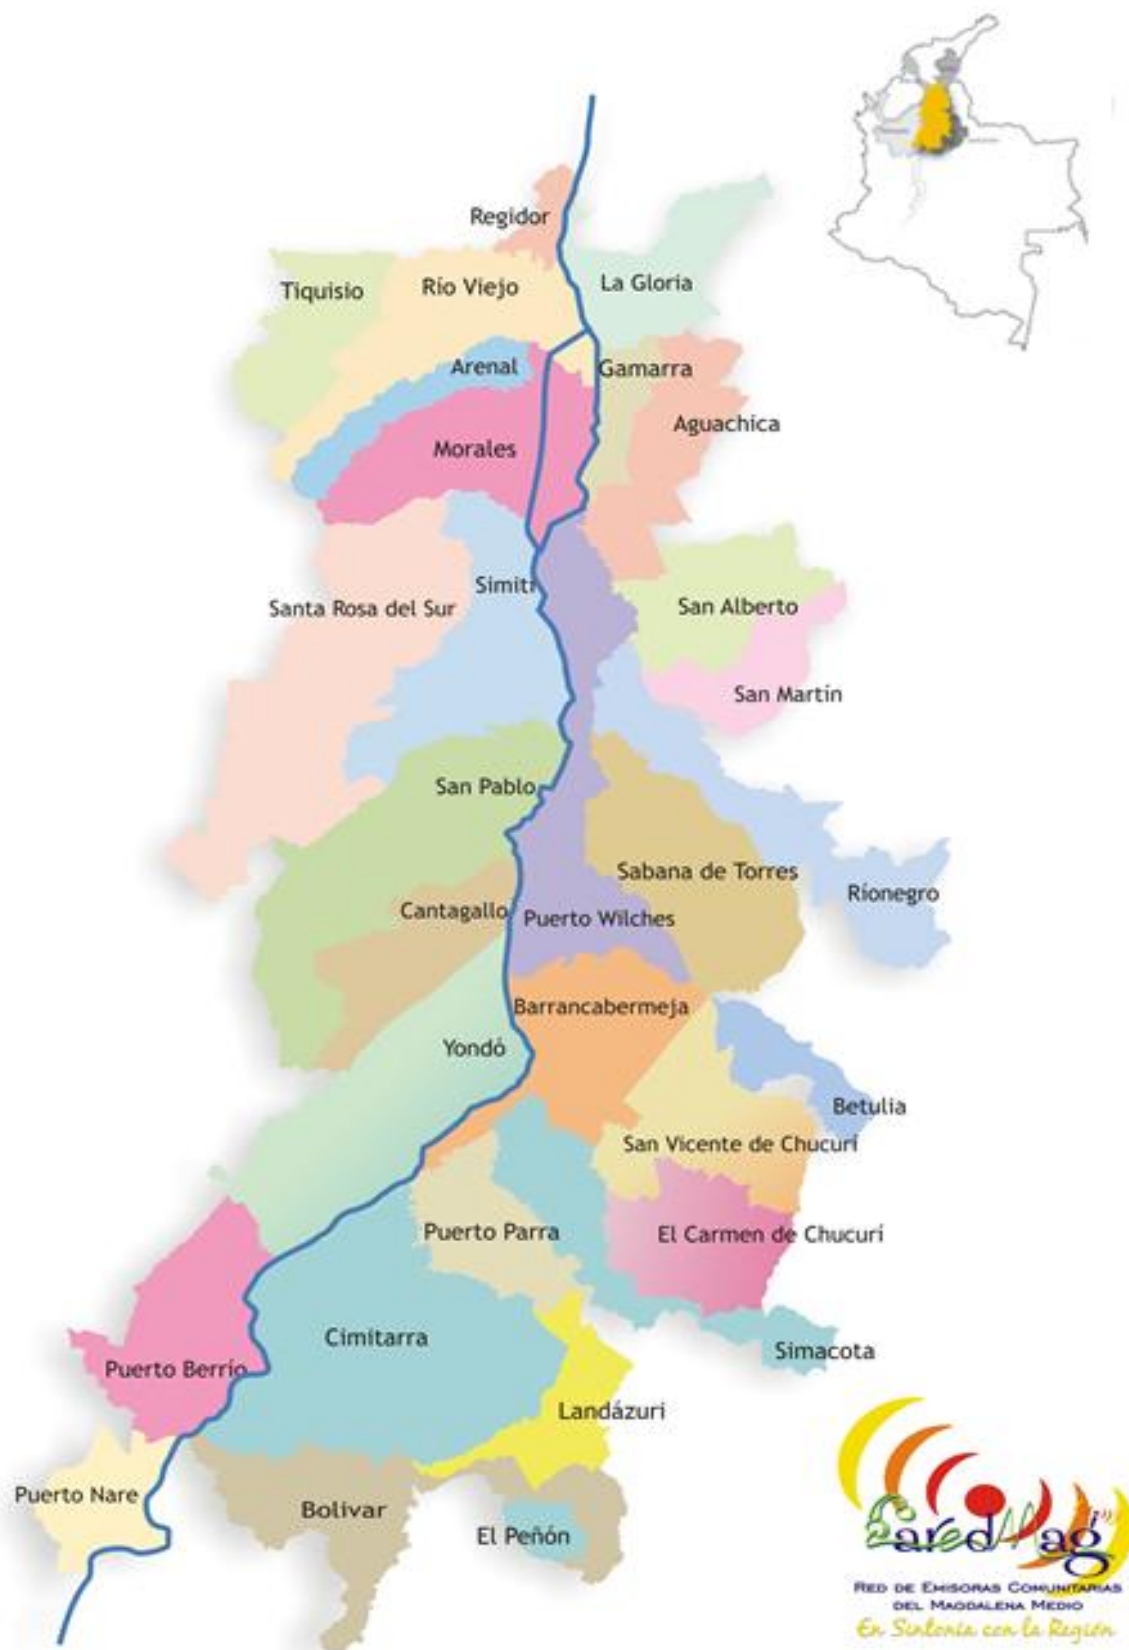 Regidor
Tiquisio
Río Viejo
La Gloria
Arenal
Gamarra
Aguachica
Morales
Simití
Santa Rosa del Sur
San Alberto
San Martín
San Pablo
Sabana de Torres
Ríonegro
Cantagallo
Puerto Wilches
Barrancabermeja
Yondó
Betulia
San Vicente de Chucurí
Puerto Parra
El Carmen de Chucurí
Cimitarra
Simacota
Puerto Berrío
Landázuri
Puerto Nare
Bolivar
El Peñón
LaredMag
RED DE EMISORAS COMUNITARIAS
DEL MAGDALENA MEDIO
En Sintonía con la Región